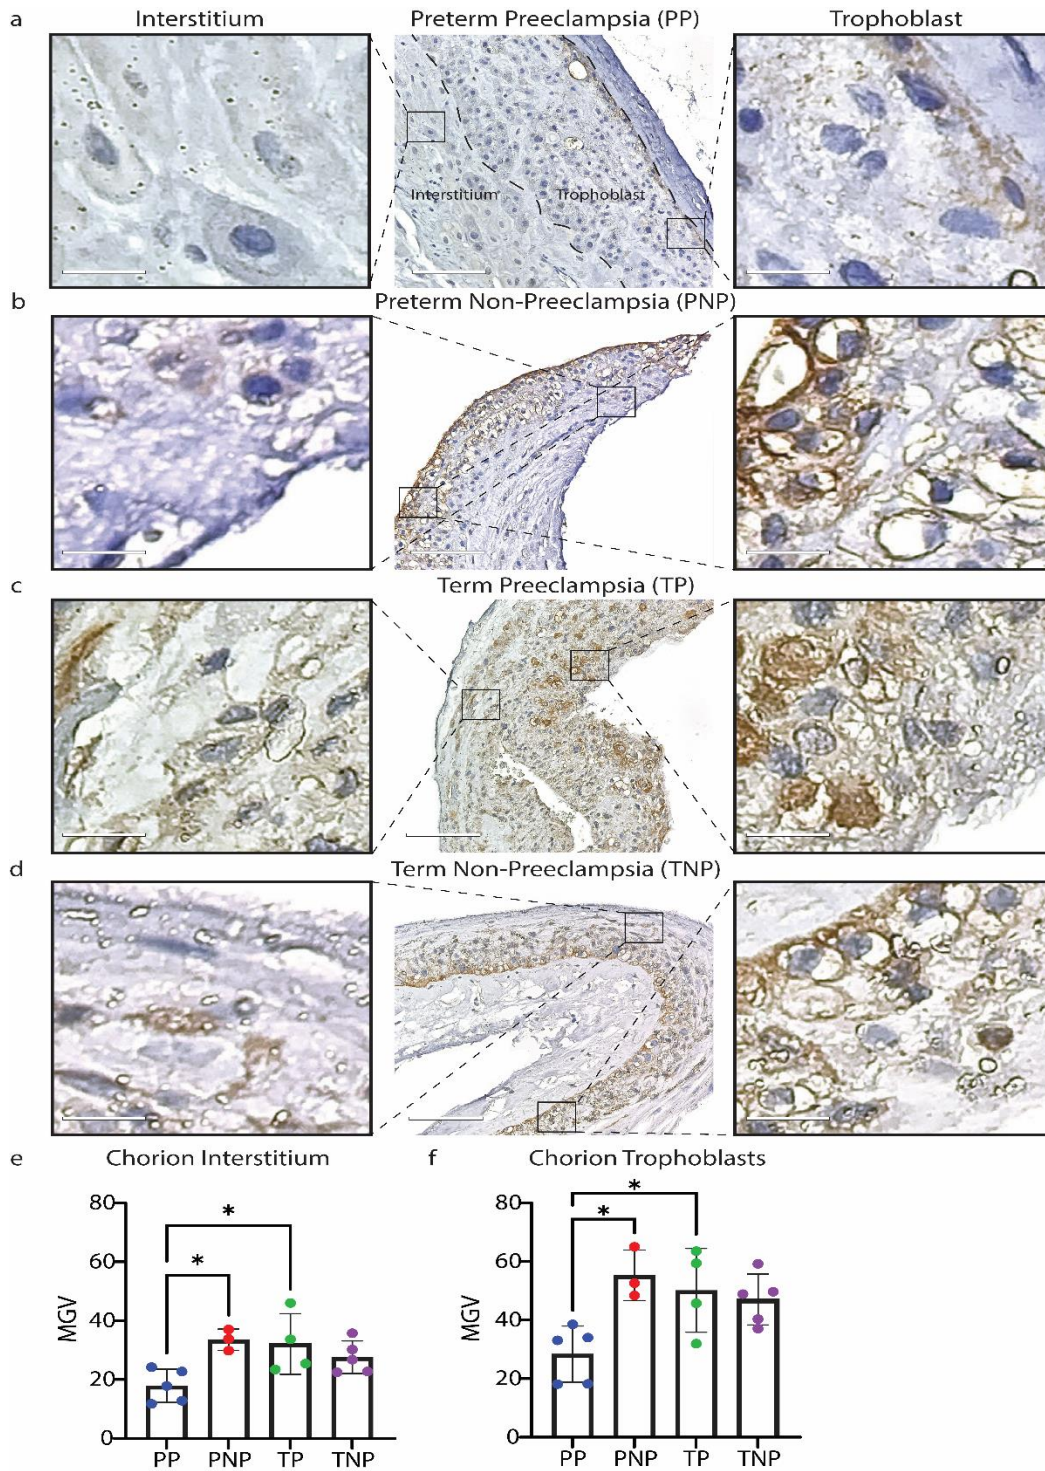 a
Interstitium
Preterm Preeclampsia (PP)
Trophoblast
Interstitium
Trophoblast
b
Preterm Non-Preeclampsia (PNP)
c
Term Preeclampsia (TP)
d
Term Non-Preeclampsia (TNP)
e
Chorion Interstitium
MGV
80
60
40
20
0
*
*
PP PNP TP TNP
f
Chorion Trophoblasts
MGV
80
60
40
20
0
*
*
PP PNP TP TNP